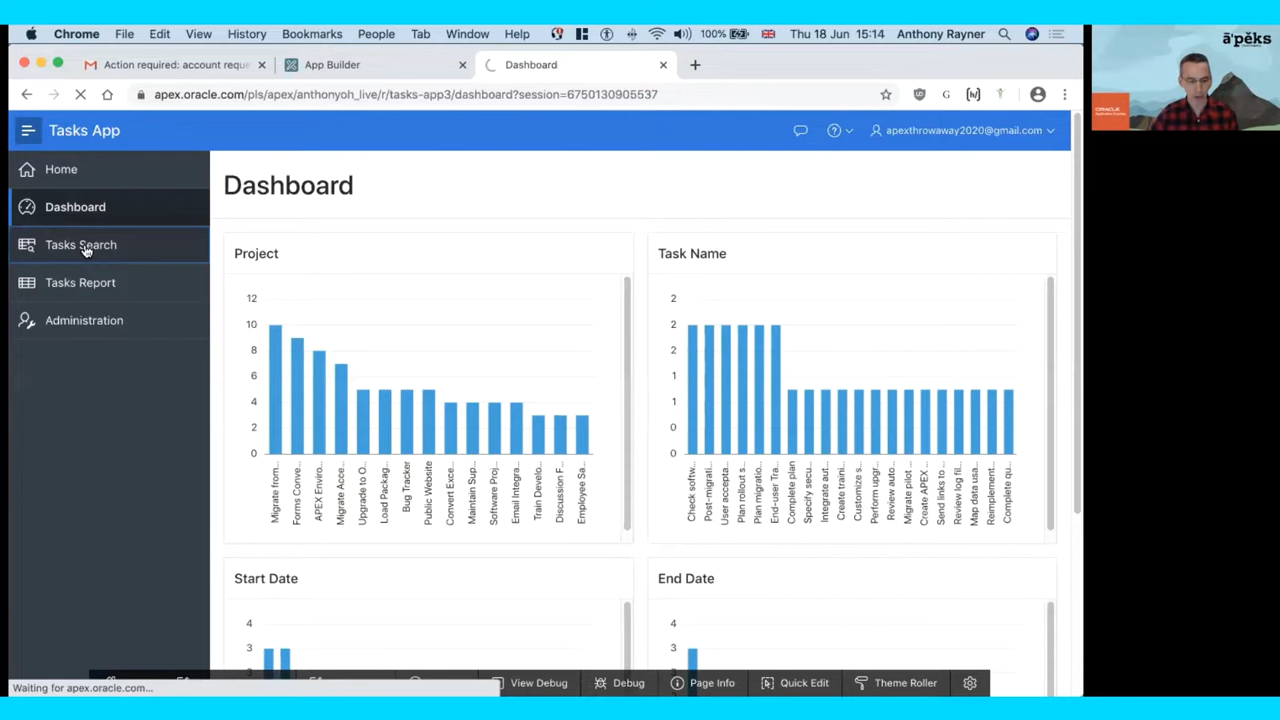 Chrome File Edit View History Bookmarks People Tab Window Help 100% Thu 18 Jun 15:14 Anthony Rayner
āˈpĕks
Action required: account reque
App Builder
Dashboard
apex.oracle.com/pls/apex/anthonyoh_live/r/tasks-app3/dashboard?session=6750130905537
ORACLE
Tasks App
apexthrowaway2020@gmail.com
Home
Dashboard
Tasks Search
Tasks Report
Administration
Dashboard
Project
12
10
8
6
4
2
0
Migrate from...
Forms Conve...
APEX Enviro...
Migrate Acce...
Upgrade to O...
Load Packag...
Bug Tracker
Public Website
Convert Exce...
Maintain Sup...
Software Proj...
Email Integra...
Train Develo...
Discussion F...
Employee Sa...
Task Name
2
2
2
1
1
0
0
Check softw...
Post-migrati...
User accepta...
Plan rollout s...
Plan migratio...
End-user Tra...
Complete plan
Specify secu...
Integrate aut...
Create traini...
Customize s...
Perform upgr...
Review auto...
Migrate pilot ...
Create APEX ...
Send links to ...
Review log fil...
Map data usa...
Reimplement...
Complete qu...
Start Date
4
3
3
End Date
4
3
3
View Debug
Debug
Page Info
Quick Edit
Theme Roller
Waiting for apex.oracle.com...